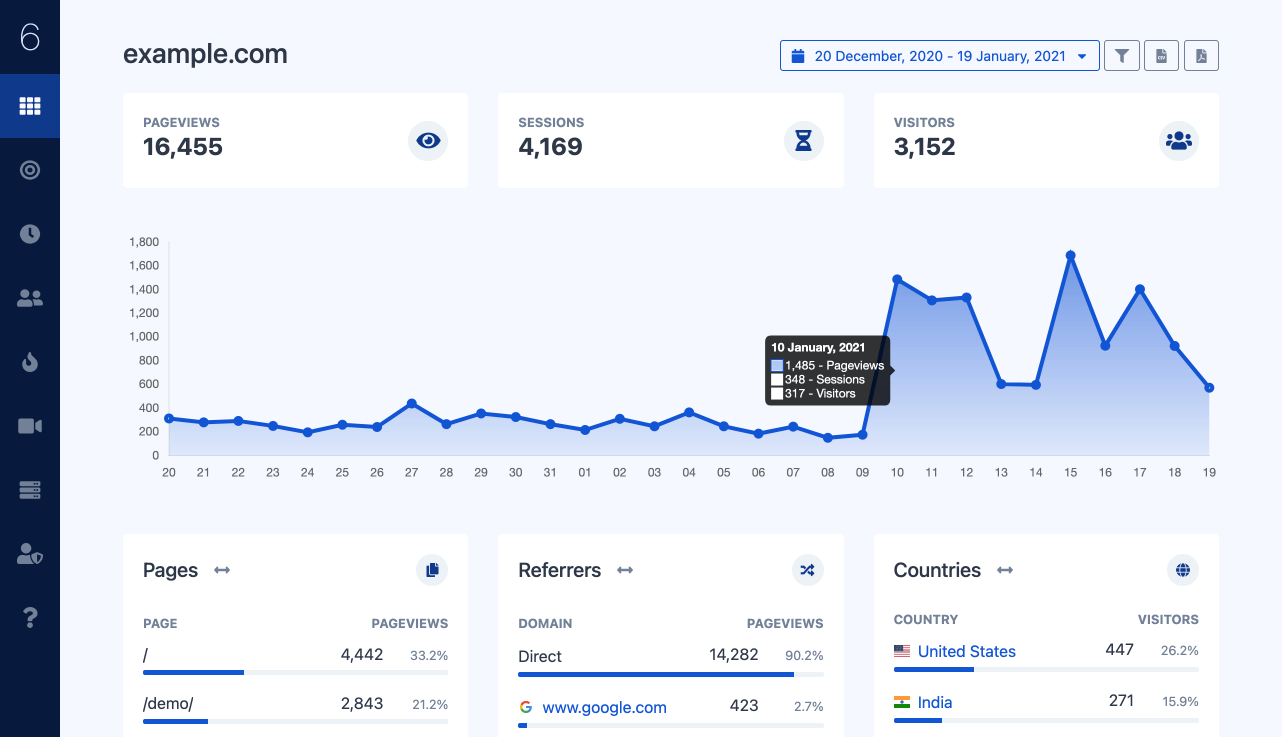 6
example.com
20 December, 2020 - 19 January, 2021
PAGEVIEWS
16,455
SESSIONS
4,169
VISITORS
3,152
1,800
1,600
1,400
1,200
1,000
800
600
400
200
0
10 January, 2021
1,485 - Pageviews
348 - Sessions
317 - Visitors
20 21 22 23 24 25 26 27 28 29 30 31 01 02 03 04 05 06 07 08 09 10 11 12 13 14 15 16 17 18 19
Pages
PAGE PAGEVIEWS
/ 4,442 33.2%
/demo/ 2,843 21.2%
Referrers
DOMAIN PAGEVIEWS
Direct 14,282 90.2%
www.google.com 423 2.7%
Countries
COUNTRY VISITORS
United States 447 26.2%
India 271 15.9%
?